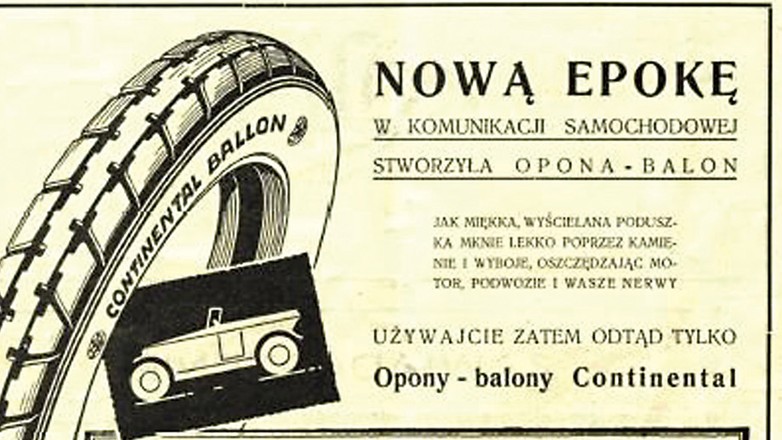 CONTINENTAL BALLON
NOWĄ EPOKĘ
W KOMUNIKACJI SAMOCHODOWEJ
STWORZYŁA OPONA - BALON
JAK MIĘKKA, WYŚCIELANA PODUSZ-
KA MKNIE LEKKO POPRZEZ KAMIE-
NIE I WYBOJE, OSZCZĘDZAJĄC MO-
TOR, PODWOZIE I WASZE NERWY
UŻYWAJCIE ZATEM ODTĄD TYLKO
Opony - balony Continental